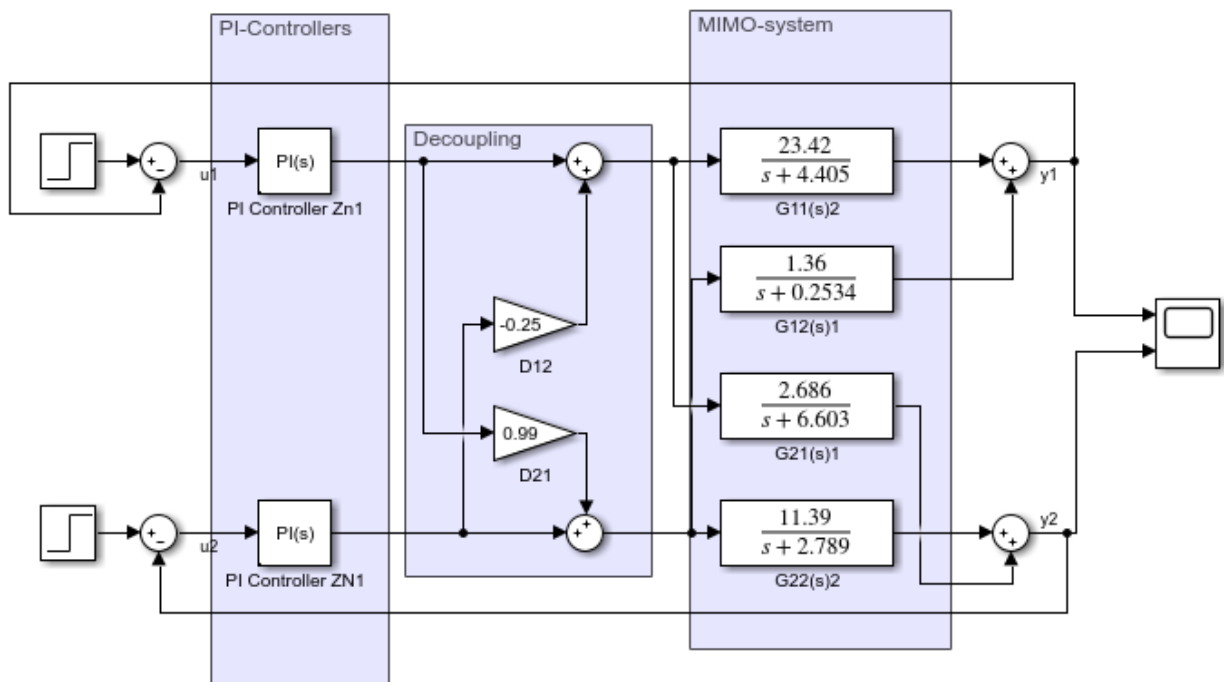 PI-Controllers
MIMO-system
Decoupling
+
-
u1
PI(s)
PI Controller Zn1
+
+
23.42
s + 4.405
G11(s)2
+
+
y1
1.36
s + 0.2534
G12(s)1
-0.25
D12
2.686
s + 6.603
G21(s)1
0.99
D21
+
-
u2
PI(s)
PI Controller ZN1
+
+
11.39
s + 2.789
G22(s)2
+
+
y2